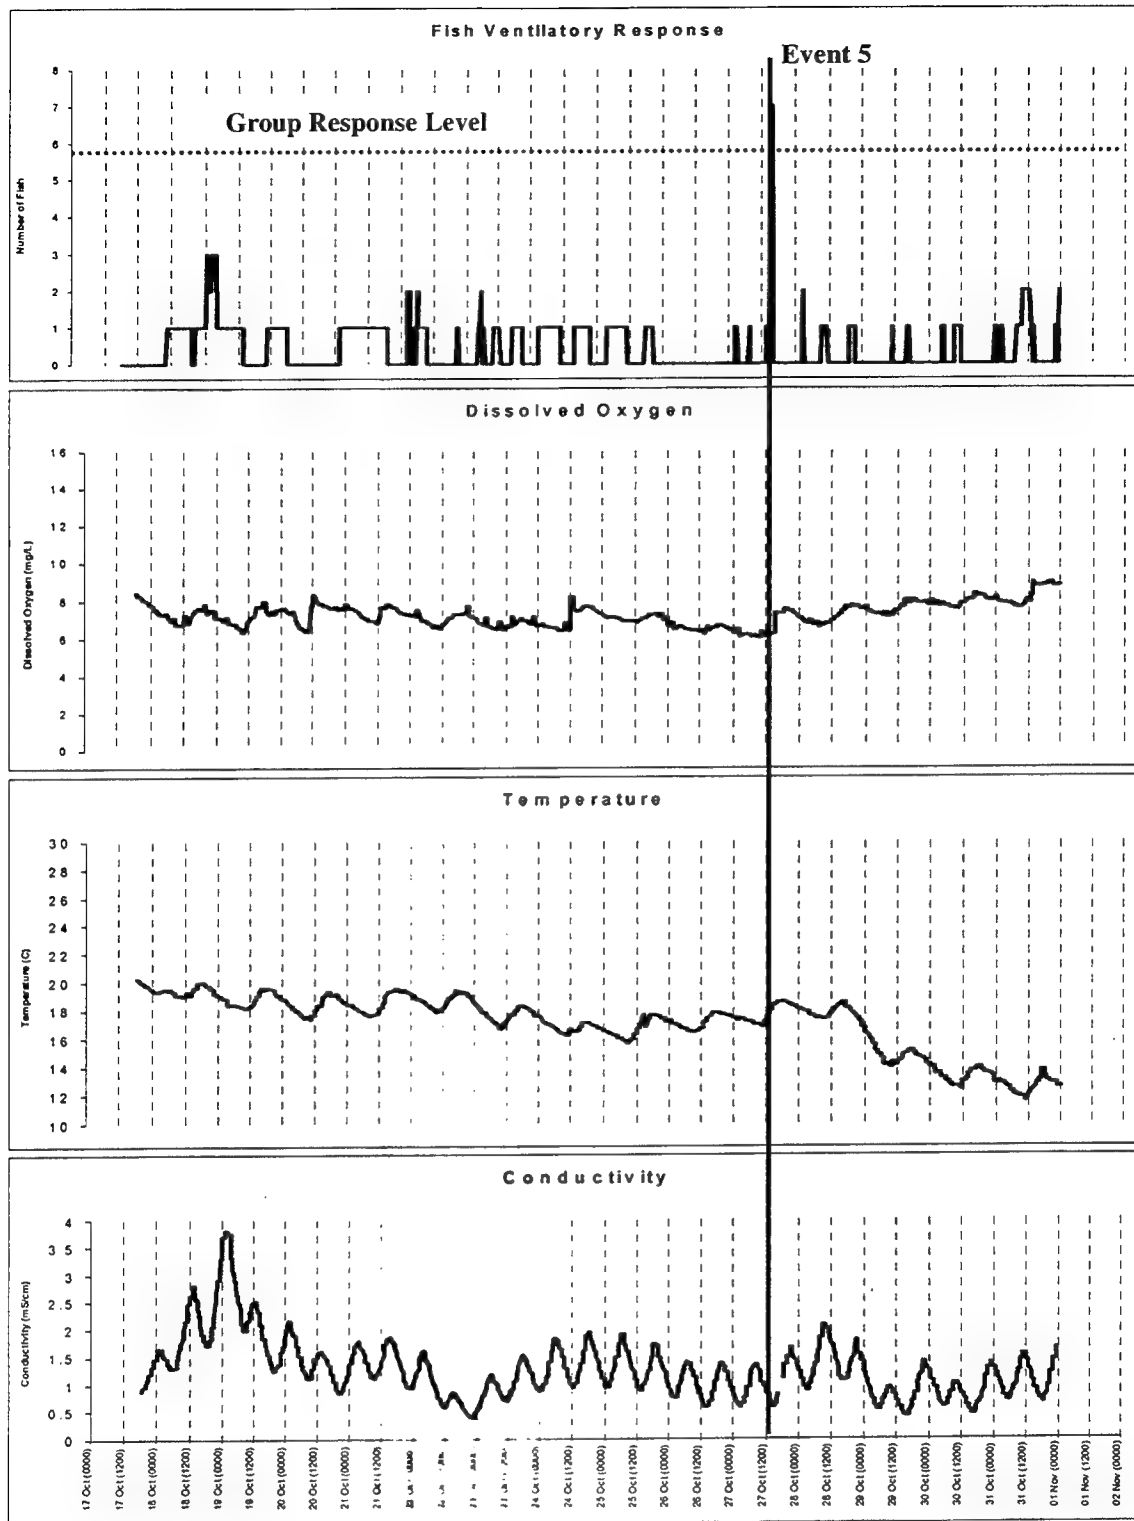 Fish Ventilatory Response
Event 5
Group Response Level
Number of Fish
8
7
6
5
4
3
2
1
0
Dissolved Oxygen
Dissolved Oxygen (mg/L)
16
14
12
10
8
6
4
2
0
Temperature
Temperature (C)
30
28
26
24
22
20
18
16
14
12
10
Conductivity
Conductivity (mS/cm)
4
3.5
3
2.5
2
1.5
1
0.5
0
17 Oct (0000)
17 Oct (1200)
18 Oct (0000)
18 Oct (1200)
19 Oct (0000)
19 Oct (1200)
20 Oct (0000)
20 Oct (1200)
21 Oct (0000)
21 Oct (1200)
24 Oct (1200)
25 Oct (0000)
25 Oct (1200)
26 Oct (0000)
26 Oct (1200)
27 Oct (0000)
27 Oct (1200)
28 Oct (0000)
28 Oct (1200)
29 Oct (0000)
29 Oct (1200)
30 Oct (0000)
30 Oct (1200)
31 Oct (0000)
31 Oct (1200)
01 Nov (0000)
01 Nov (1200)
02 Nov (0000)